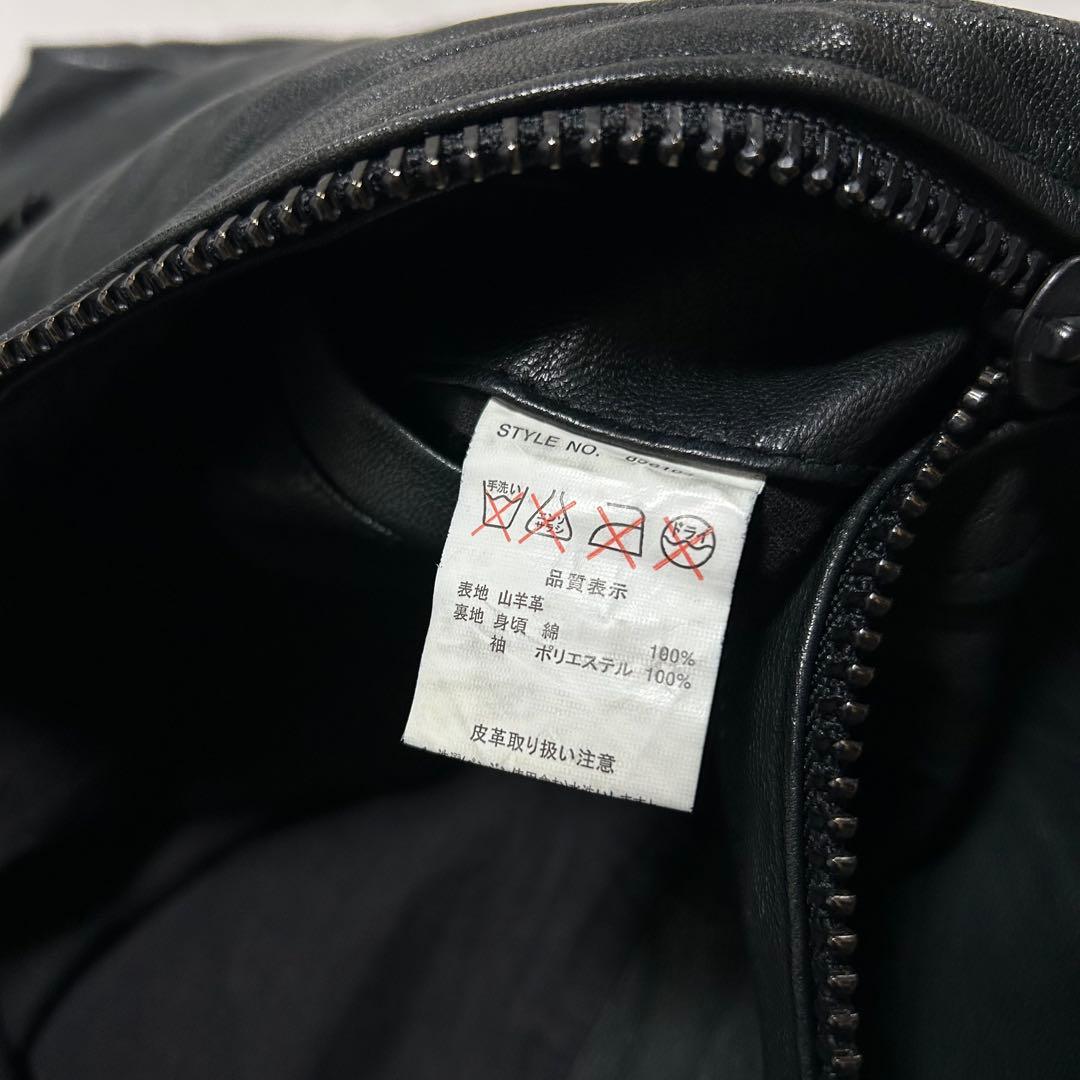 STYLE NO.
手洗い エンソサラシ ドライ
品質表示
表地 山羊革
裏地 身頃 綿 100%
袖 ポリエステル 100%
皮革取り扱い注意